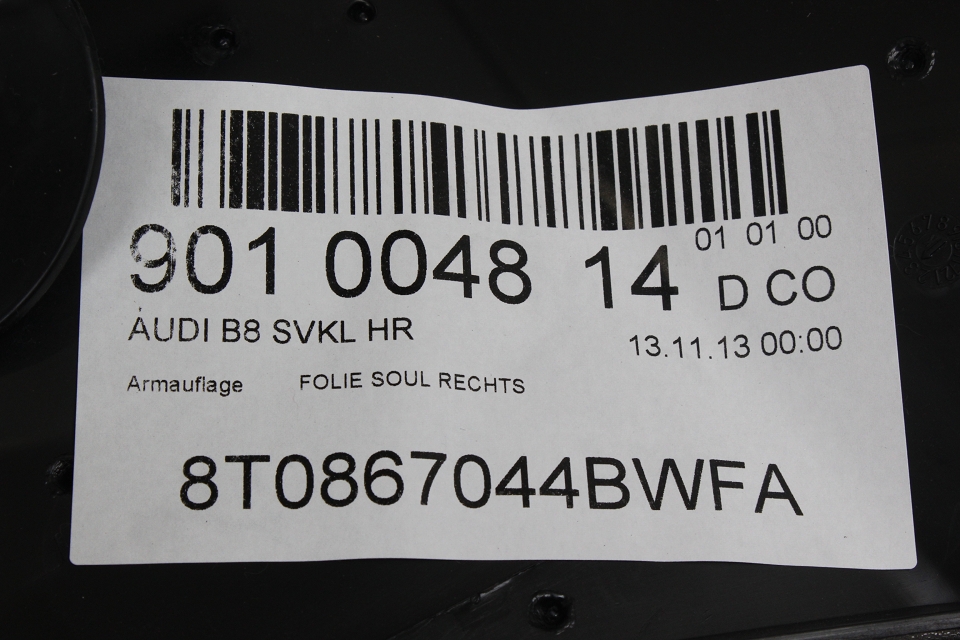 01 01 00
901 0048 14 D CO
AUDI B8 SVKL HR
13.11.13 00:00
Armauflage FOLIE SOUL RECHTS
8T0867044BWFA